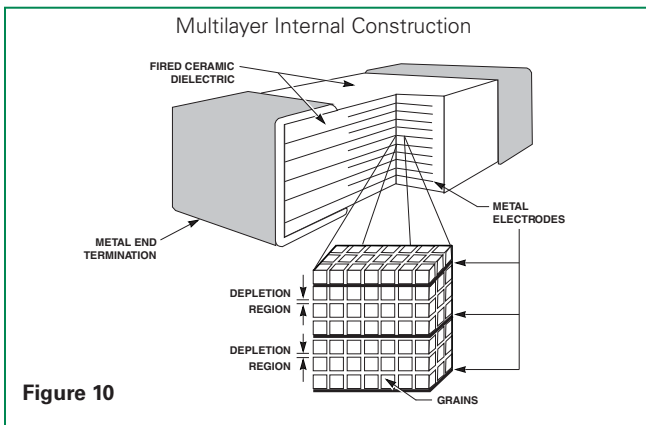 Multilayer Internal Construction
FIRED CERAMIC
DIELECTRIC
METAL
ELECTRODES
METAL END
TERMINATION
DEPLETION
REGION
DEPLETION
REGION
GRAINS
Figure 10